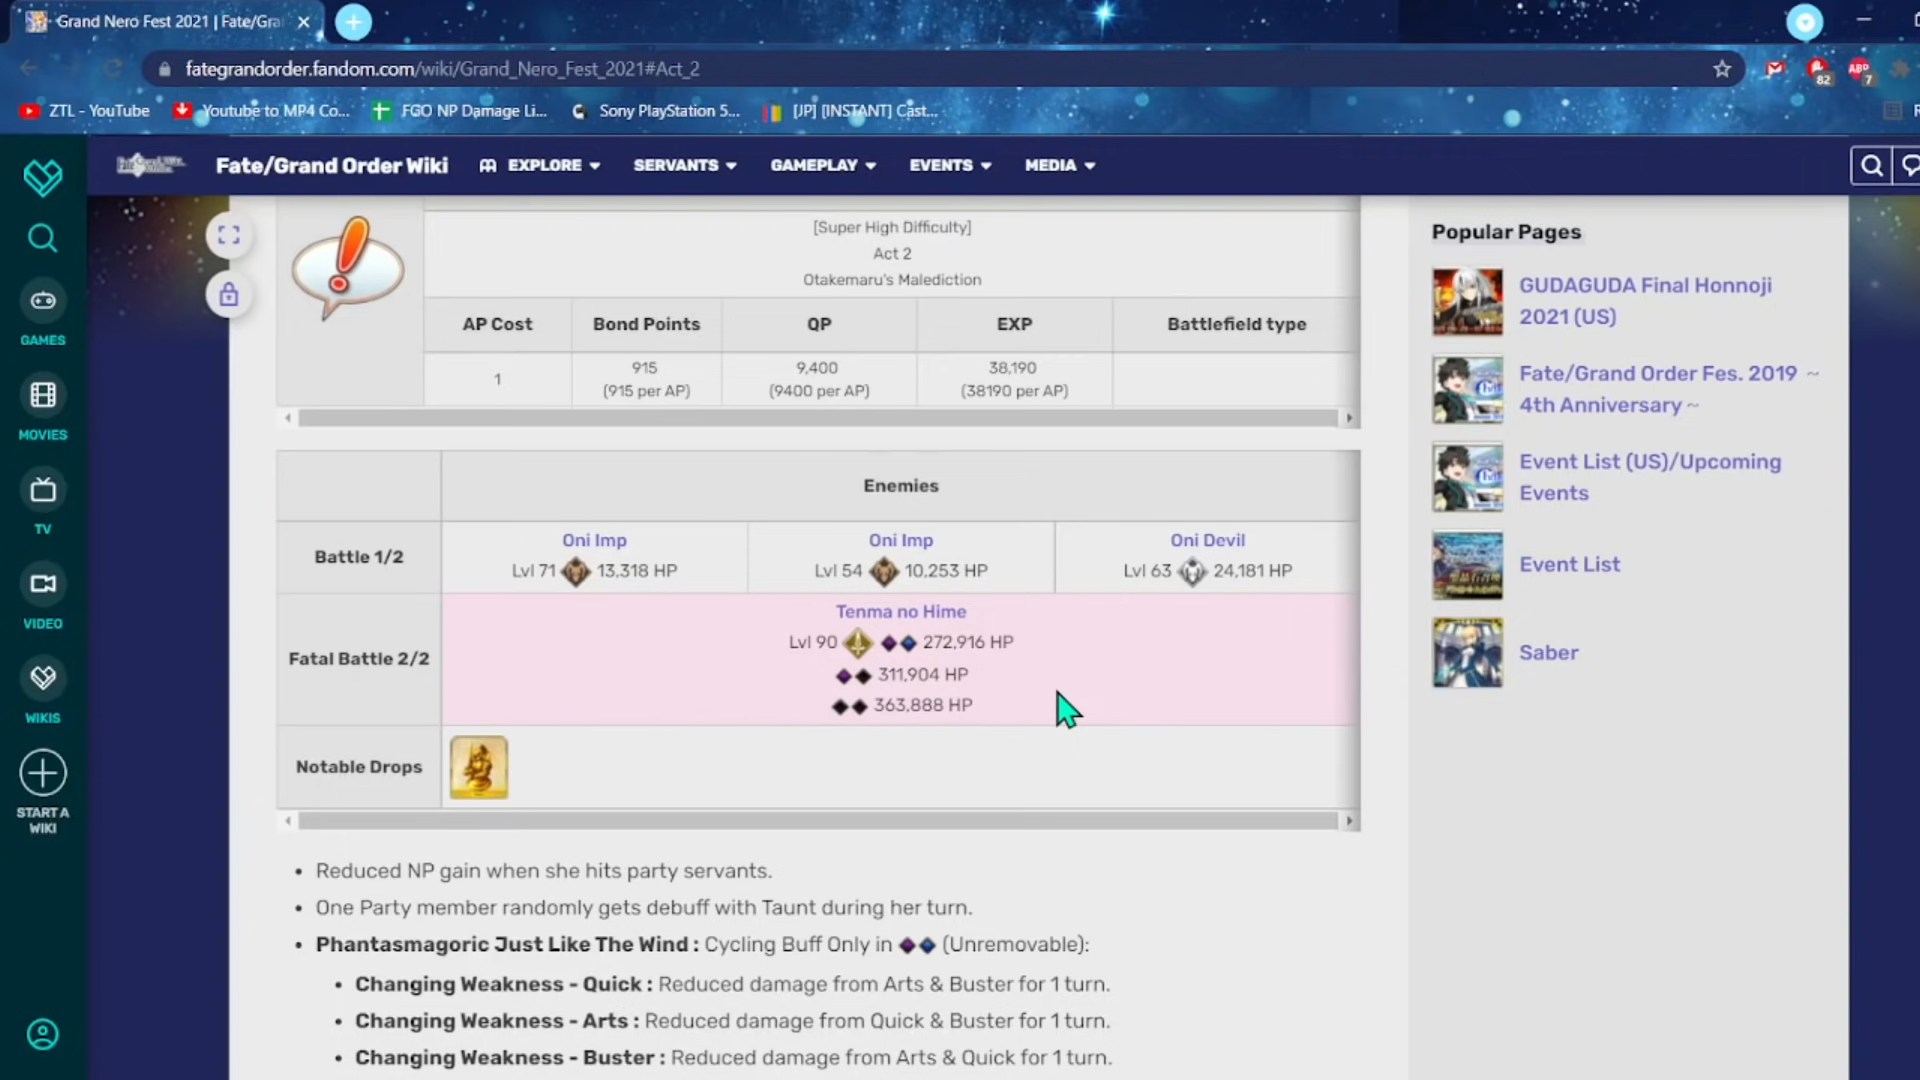 Grand Nero Fest 2021 | Fate/Gra
fategrandorder.fandom.com/wiki/Grand_Nero_Fest_2021#Act_2
82
ABP
7
ZTL - YouTube
Youtube to MP4 Co...
FGO NP Damage Li...
Sony PlayStation 5...
[JP] [INSTANT] Cast...
R
Fate/Grand Order Wiki
EXPLORE
SERVANTS
GAMEPLAY
EVENTS
MEDIA
GAMES
MOVIES
TV
VIDEO
WIKIS
START A
WIKI
[Super High Difficulty]
Act 2
Otakemaru's Malediction
AP Cost
Bond Points
QP
EXP
Battlefield type
1
915
(915 per AP)
9,400
(9400 per AP)
38,190
(38190 per AP)
Enemies
Battle 1/2
Oni Imp
Lvl 71 13,318 HP
Oni Imp
Lvl 54 10,253 HP
Oni Devil
Lvl 63 24,181 HP
Fatal Battle 2/2
Tenma no Hime
Lvl 90 272,916 HP
311,904 HP
363,888 HP
Notable Drops
Reduced NP gain when she hits party servants.
One Party member randomly gets debuff with Taunt during her turn.
Phantasmagoric Just Like The Wind : Cycling Buff Only in (Unremovable):
Changing Weakness - Quick : Reduced damage from Arts & Buster for 1 turn.
Changing Weakness - Arts : Reduced damage from Quick & Buster for 1 turn.
Changing Weakness - Buster : Reduced damage from Arts & Quick for 1 turn.
Popular Pages
GUDAGUDA Final Honnoji
2021 (US)
Fate/Grand Order Fes. 2019 ~
4th Anniversary ~
Event List (US)/Upcoming
Events
Event List
Saber